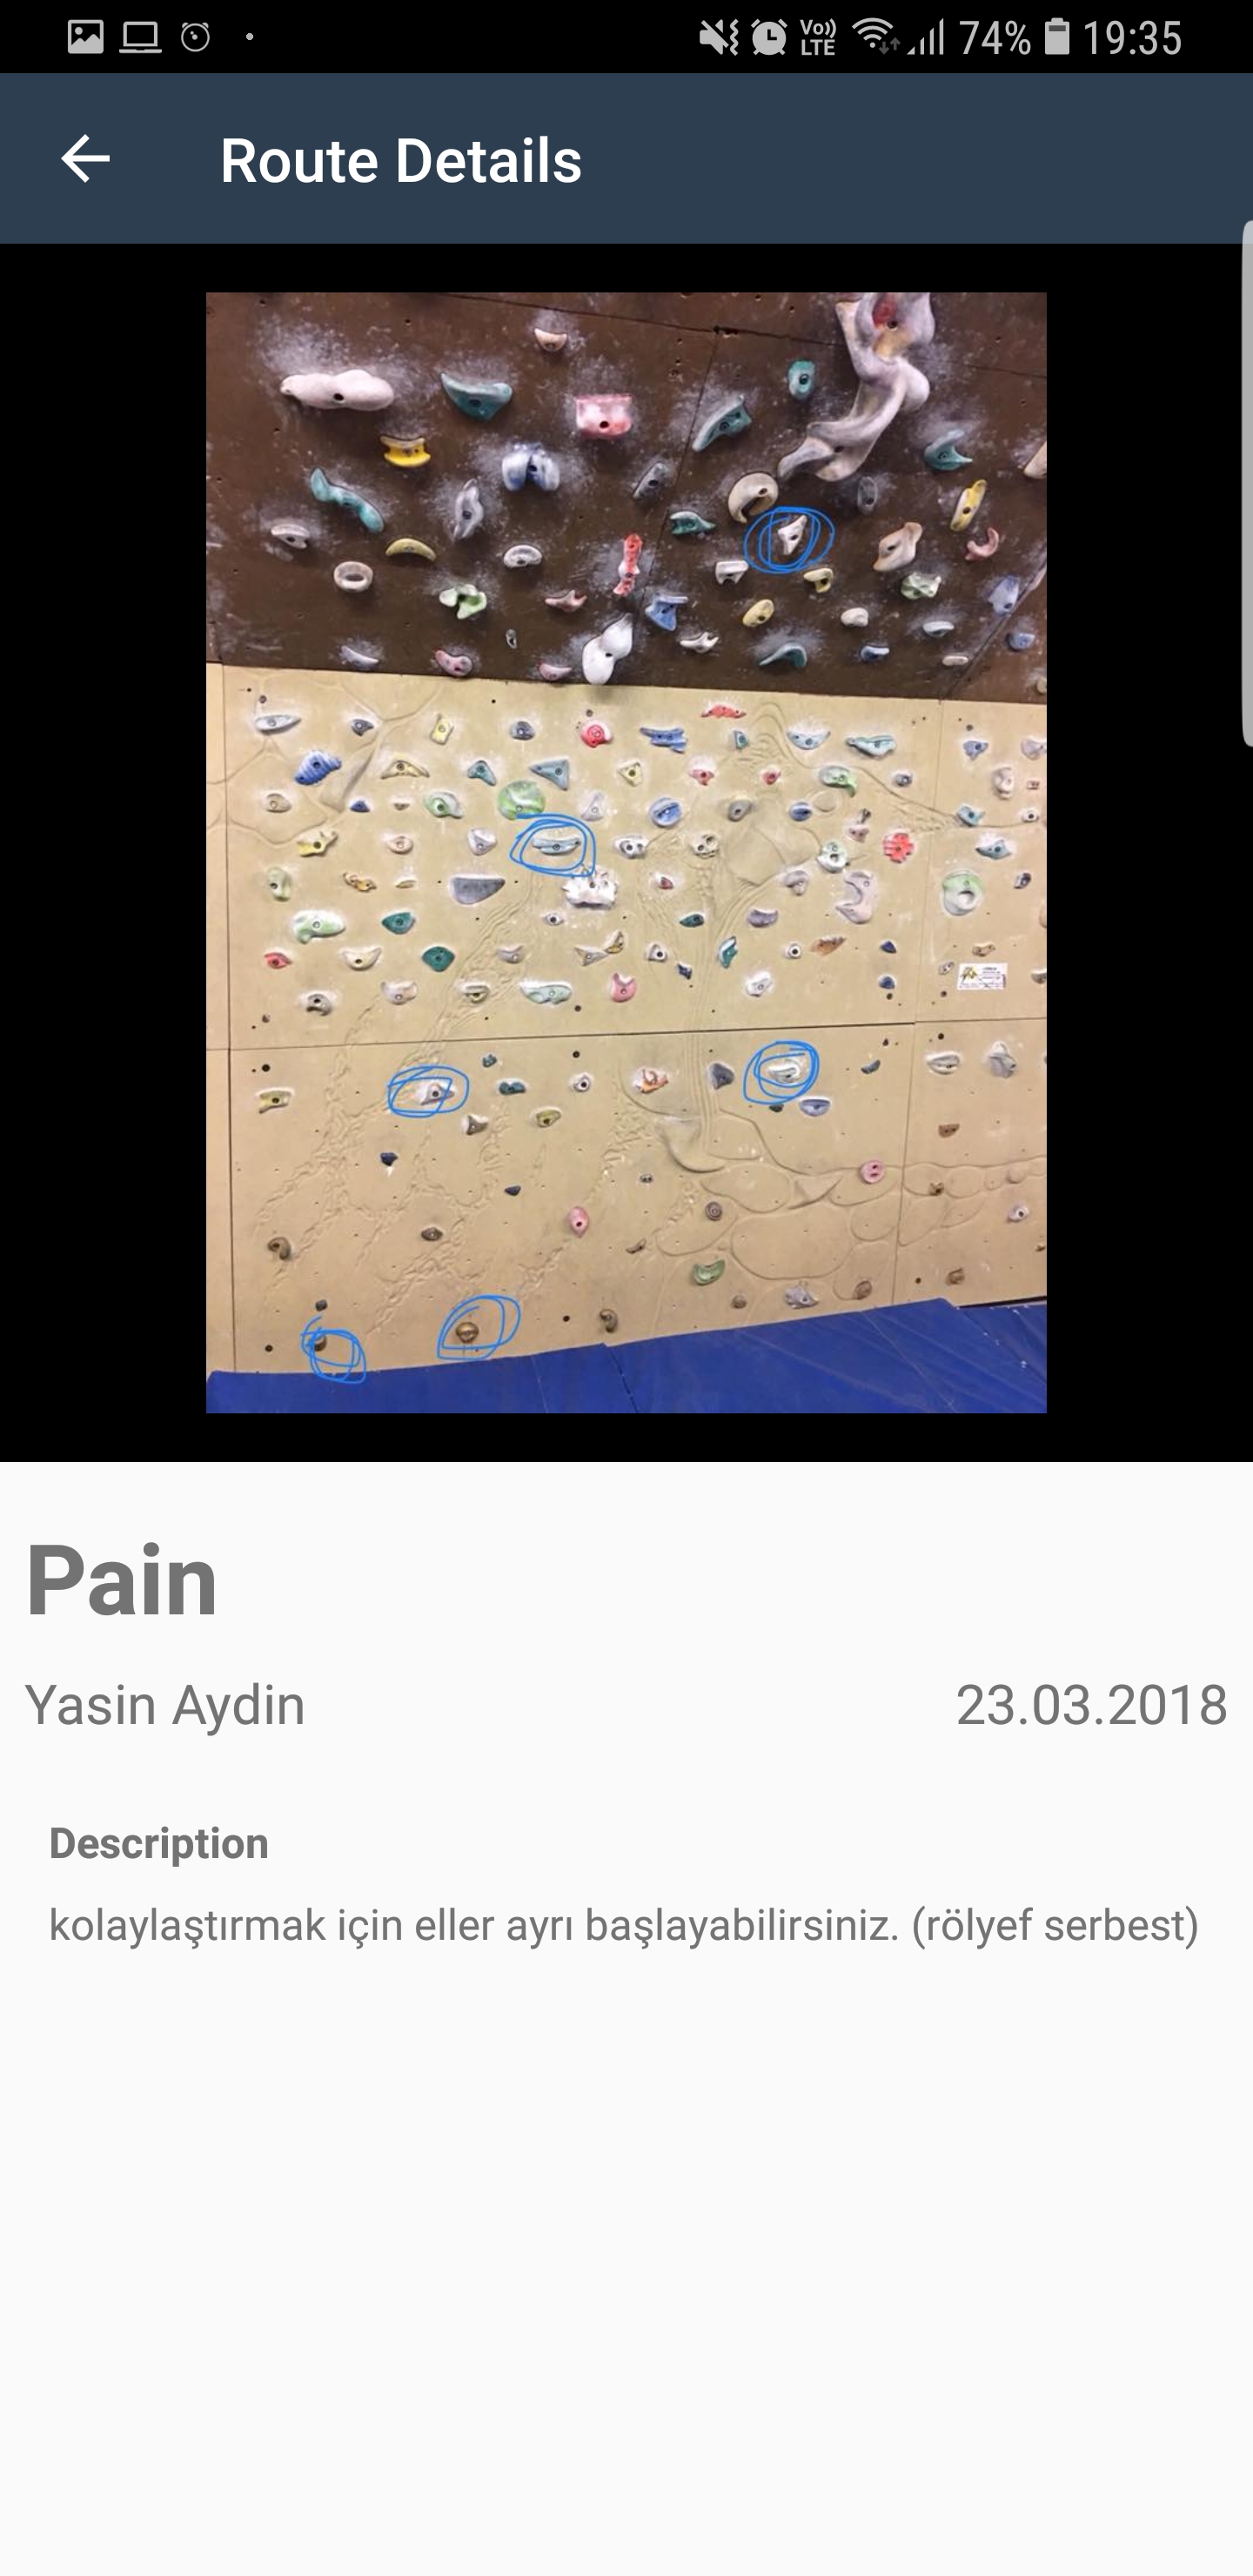 Vo)) LTE 74% 19:35
Route Details
Pain
Yasin Aydin 23.03.2018
Description
kolaylaştırmak için eller ayrı başlayabilirsiniz. (rölyef serbest)